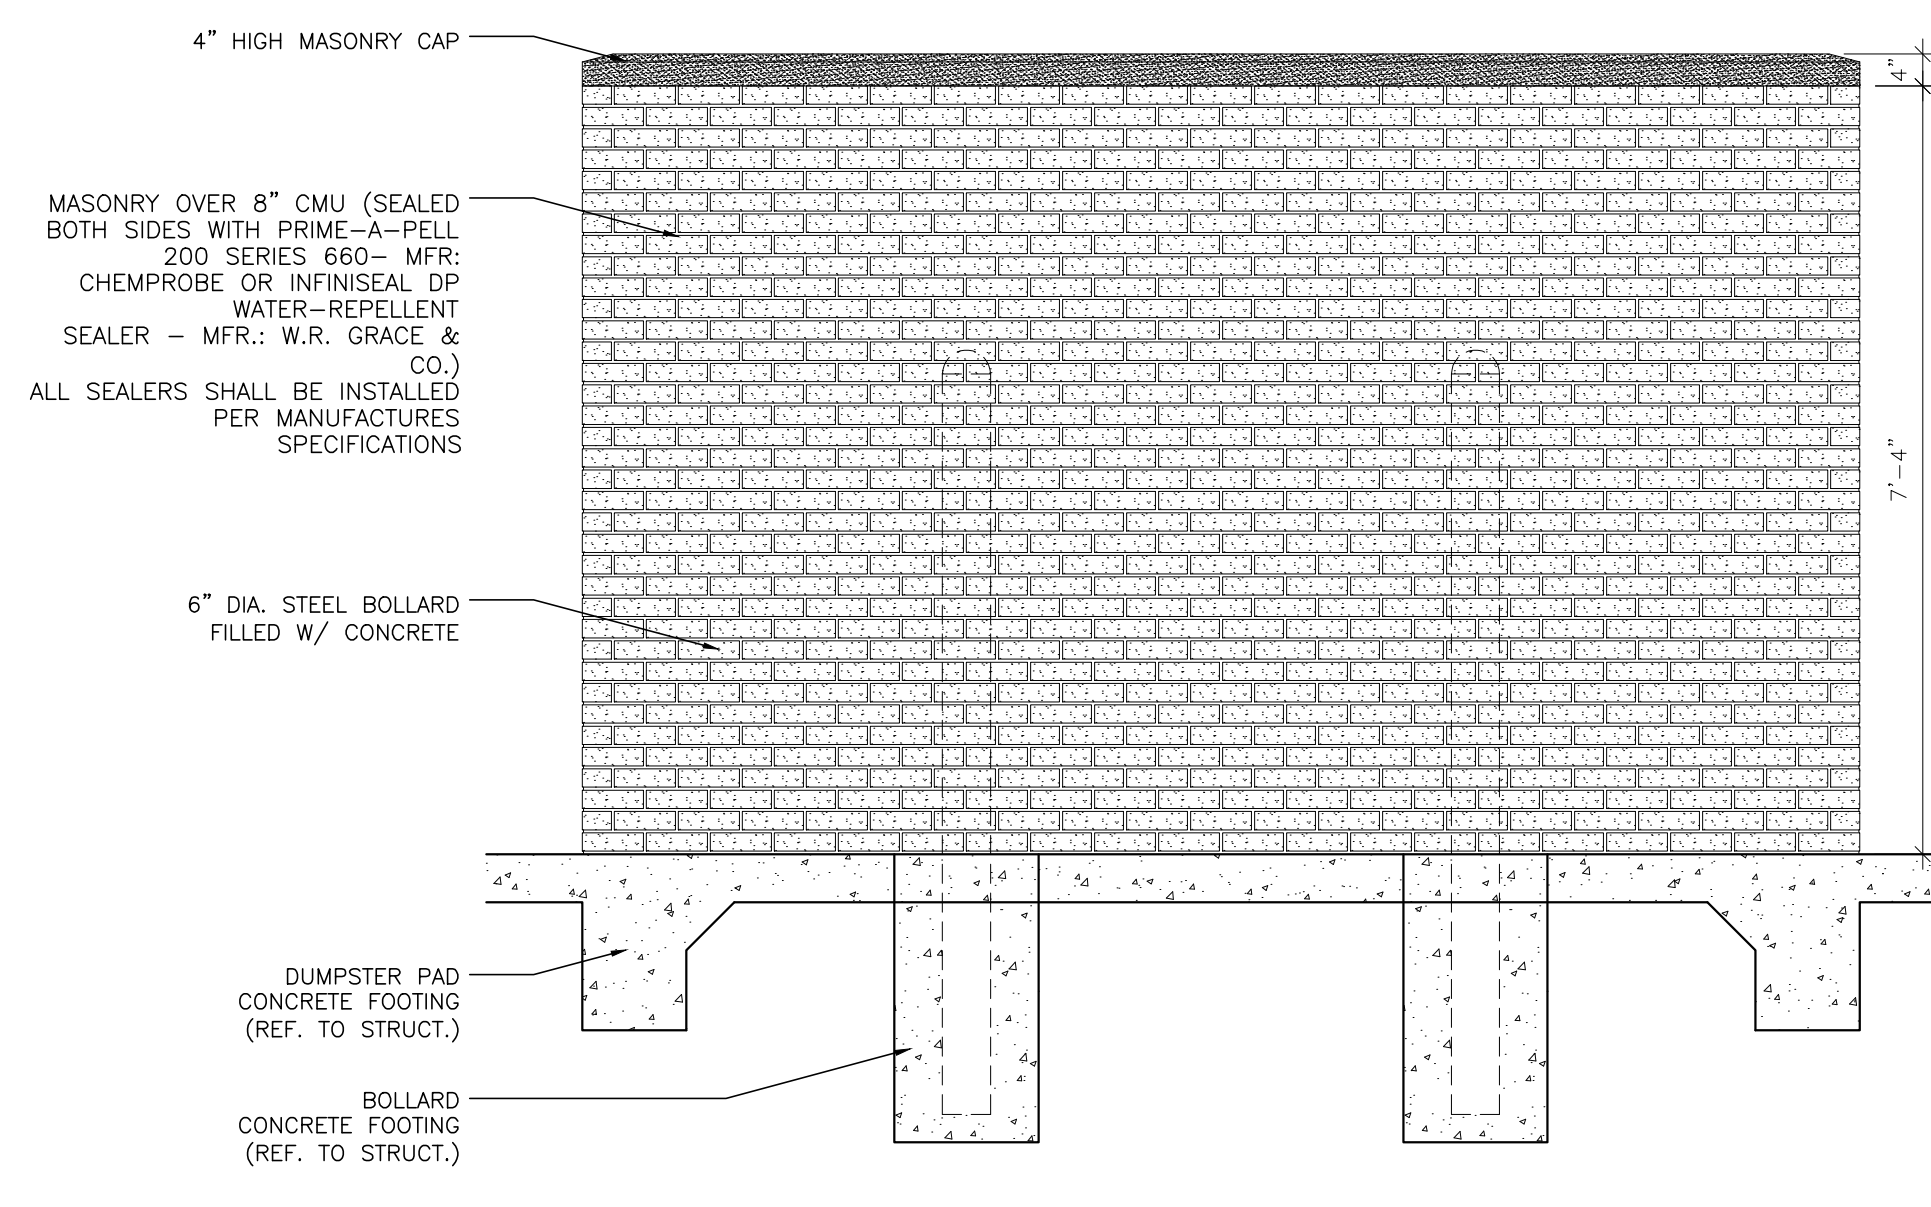 4” HIGH MASONRY CAP
4”
MASONRY OVER 8” CMU (SEALED
BOTH SIDES WITH PRIME–A–PELL
200 SERIES 660– MFR:
CHEMPROBE OR INFINISEAL DP
WATER–REPELLENT
SEALER – MFR.: W.R. GRACE &
CO.)
ALL SEALERS SHALL BE INSTALLED
PER MANUFACTURES
SPECIFICATIONS
7'–4”
6” DIA. STEEL BOLLARD
FILLED W/ CONCRETE
DUMPSTER PAD
CONCRETE FOOTING
(REF. TO STRUCT.)
BOLLARD
CONCRETE FOOTING
(REF. TO STRUCT.)